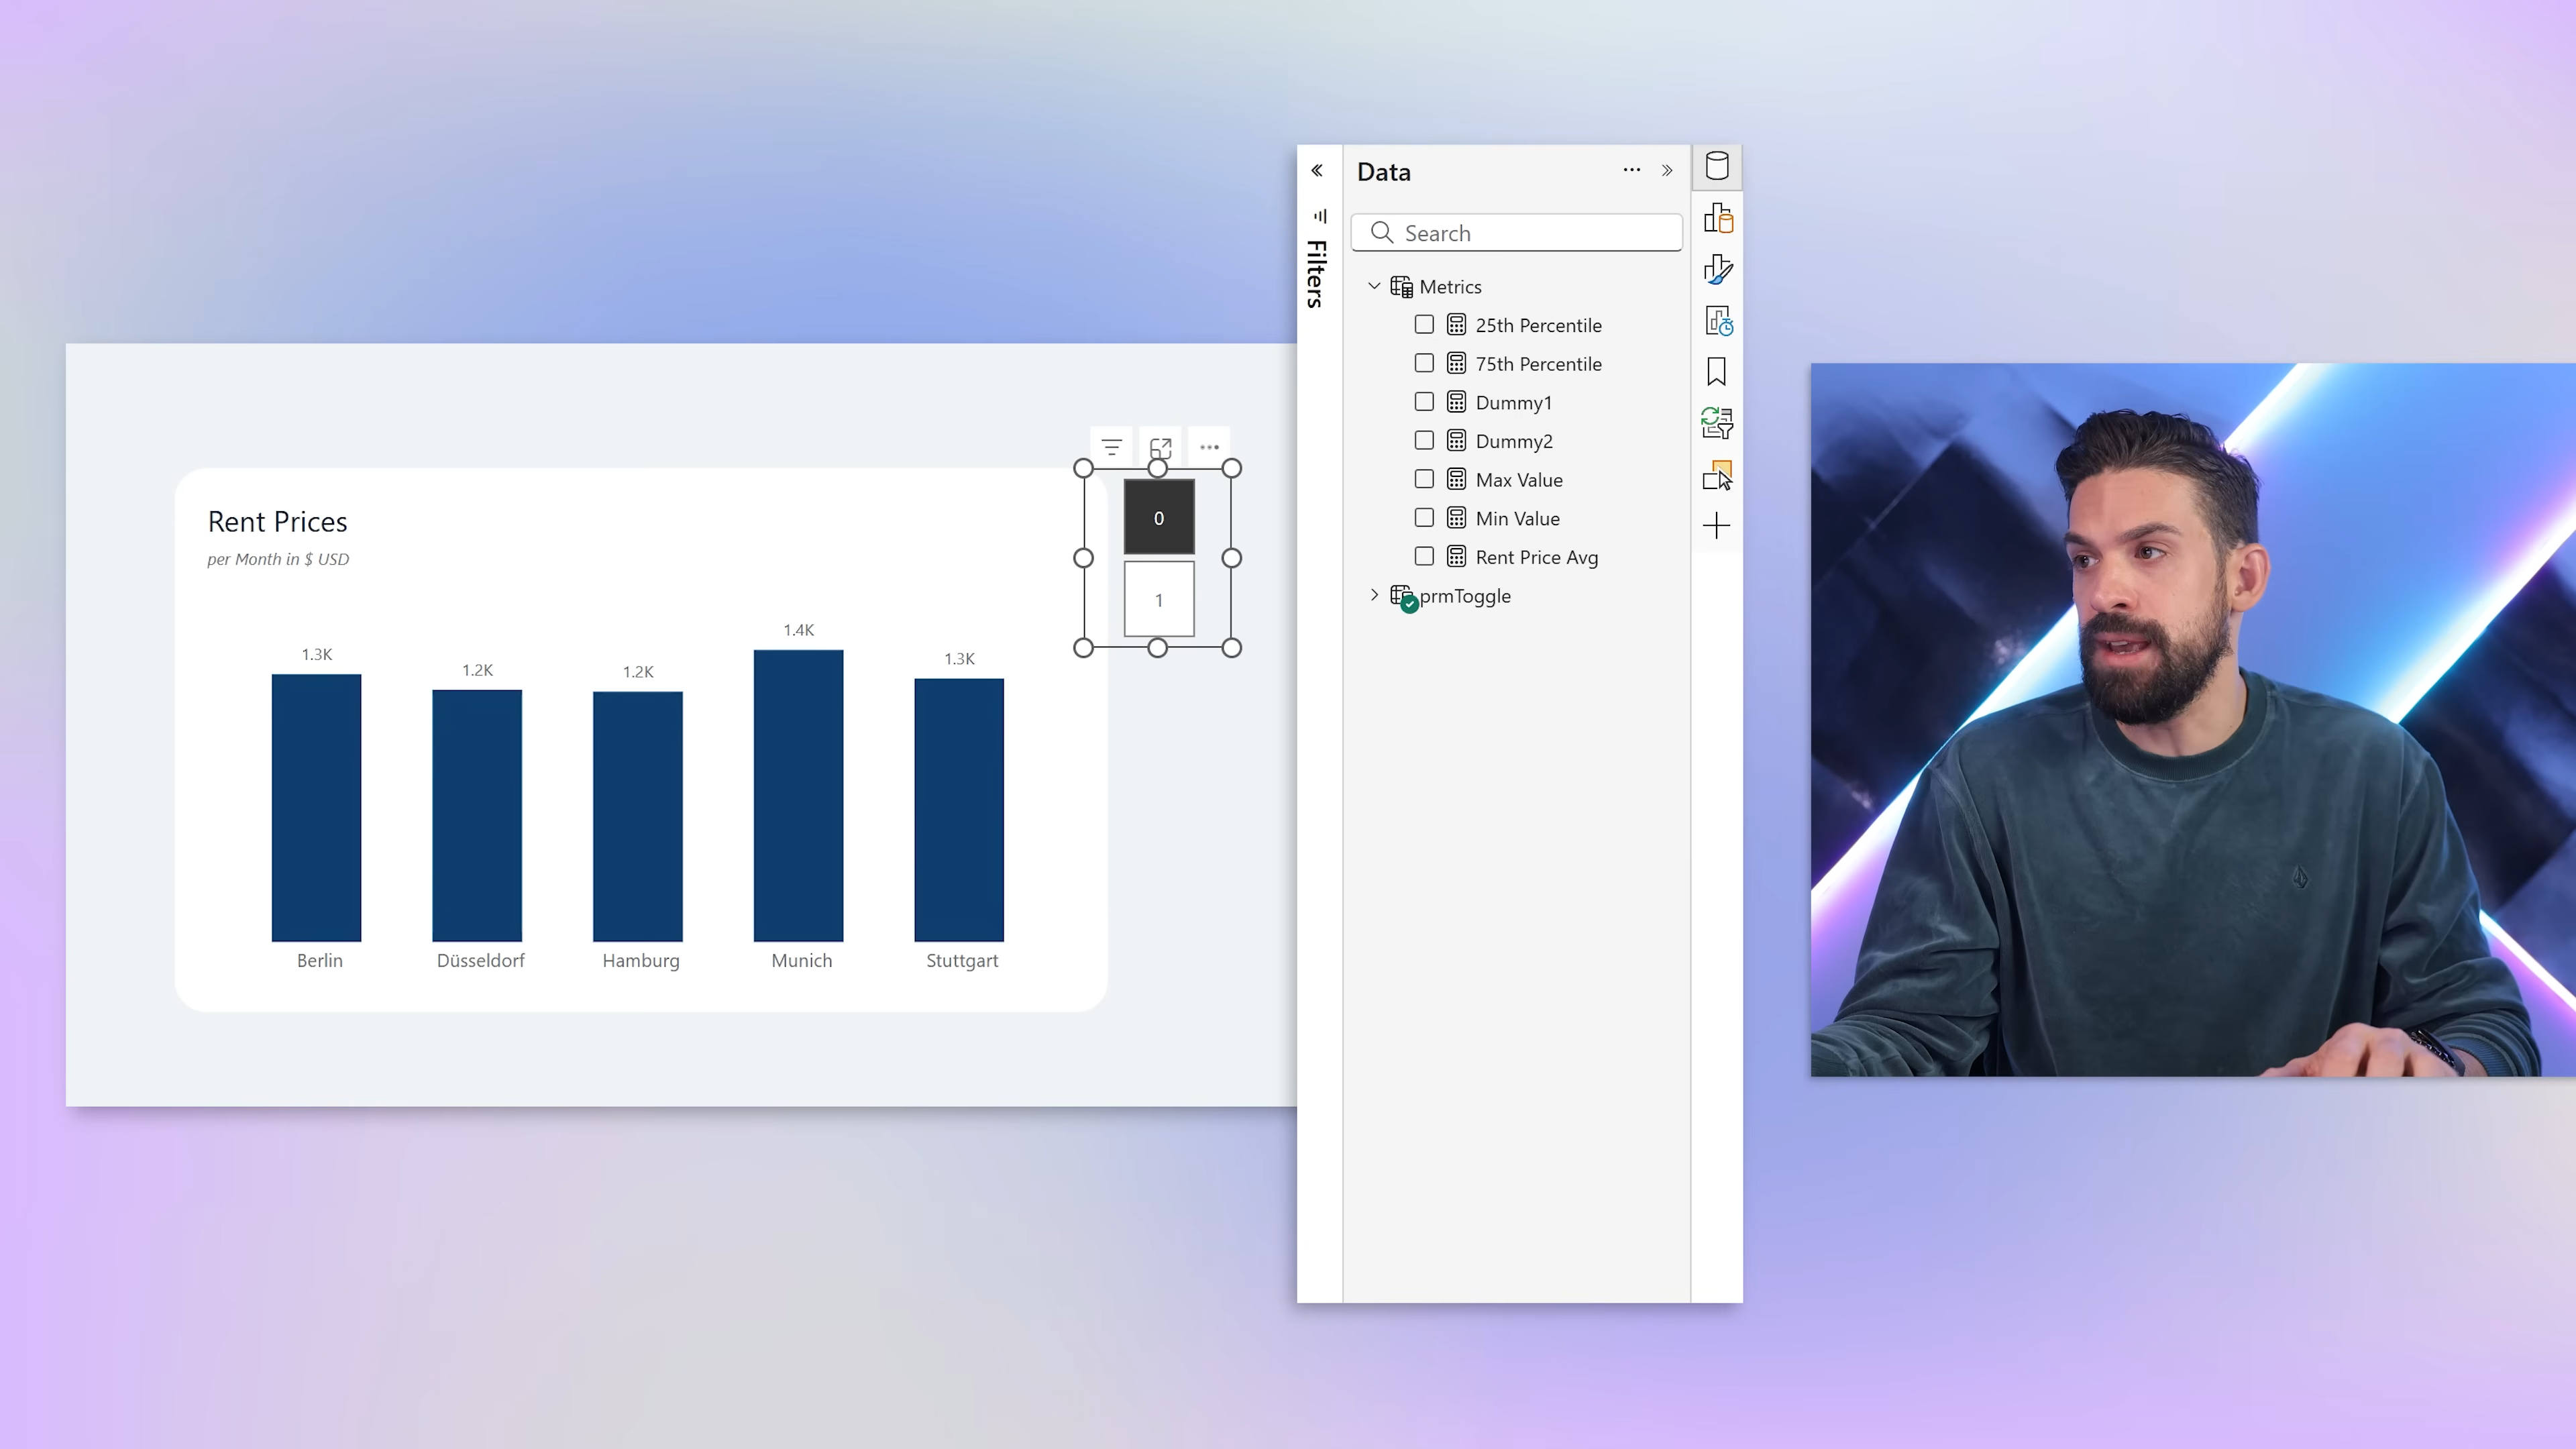 Rent Prices
per Month in $ USD
1.3K
1.2K
1.2K
1.4K
1.3K
Berlin
Düsseldorf
Hamburg
Munich
Stuttgart
0
1
Filters
Data
Search
Metrics
25th Percentile
75th Percentile
Dummy1
Dummy2
Max Value
Min Value
Rent Price Avg
prmToggle